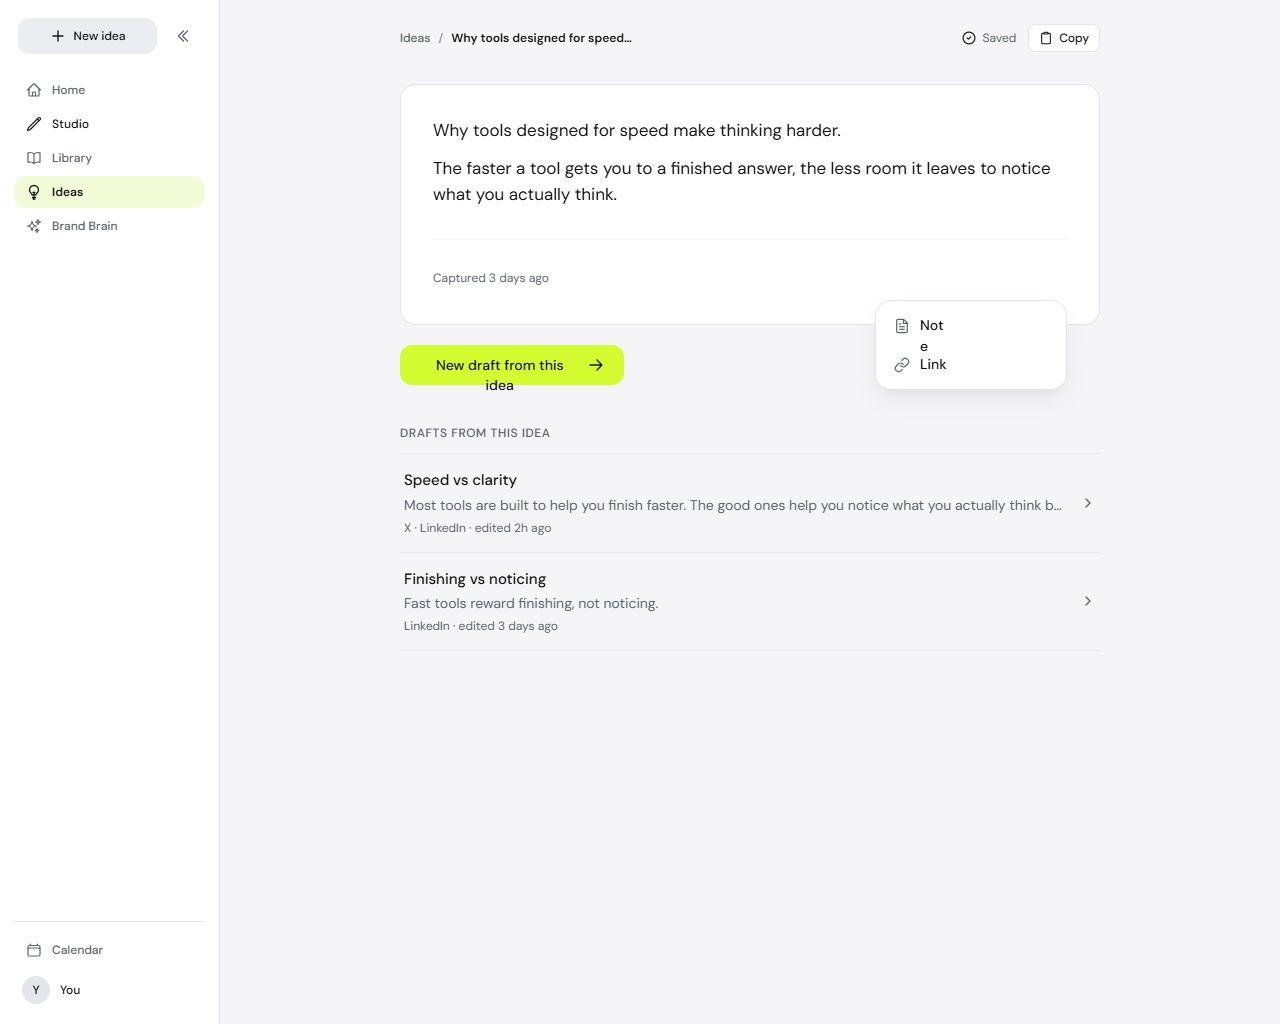 New idea
Home
Studio
Library
Ideas
Brand Brain
Calendar
Y
You
Ideas / Why tools designed for speed...
Saved
Copy
Why tools designed for speed make thinking harder.
The faster a tool gets you to a finished answer, the less room it leaves to notice
what you actually think.
Captured 3 days ago
Not
e
Link
New draft from this
idea
DRAFTS FROM THIS IDEA
Speed vs clarity
Most tools are built to help you finish faster. The good ones help you notice what you actually think b...
X · LinkedIn · edited 2h ago
Finishing vs noticing
Fast tools reward finishing, not noticing.
LinkedIn · edited 3 days ago